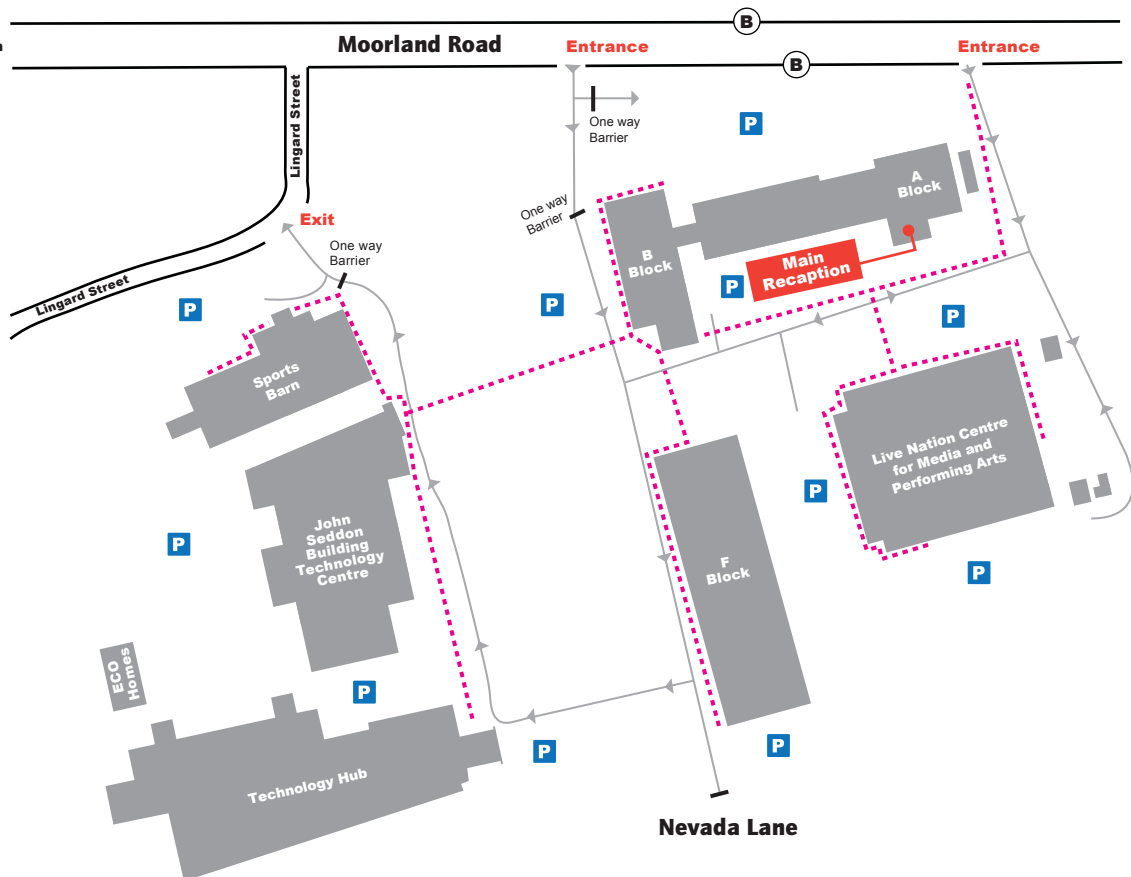 B
Moorland Road
Entrance
Entrance
B
Lingard Street
One way
Barrier
P
A
Block
One way
Barrier
Exit
One way
Barrier
B
Block
Main
Recaption
P
Lingard Street
P
P
P
Sports
Barn
Live Nation Centre
for Media and
Performing Arts
P
John
Seddon
Building
Technology
Centre
P
F
Block
P
ECO
Homes
P
P
P
Technology Hub
Nevada Lane